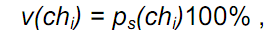 v(chᵢ) = pₛ(chᵢ)100% ,